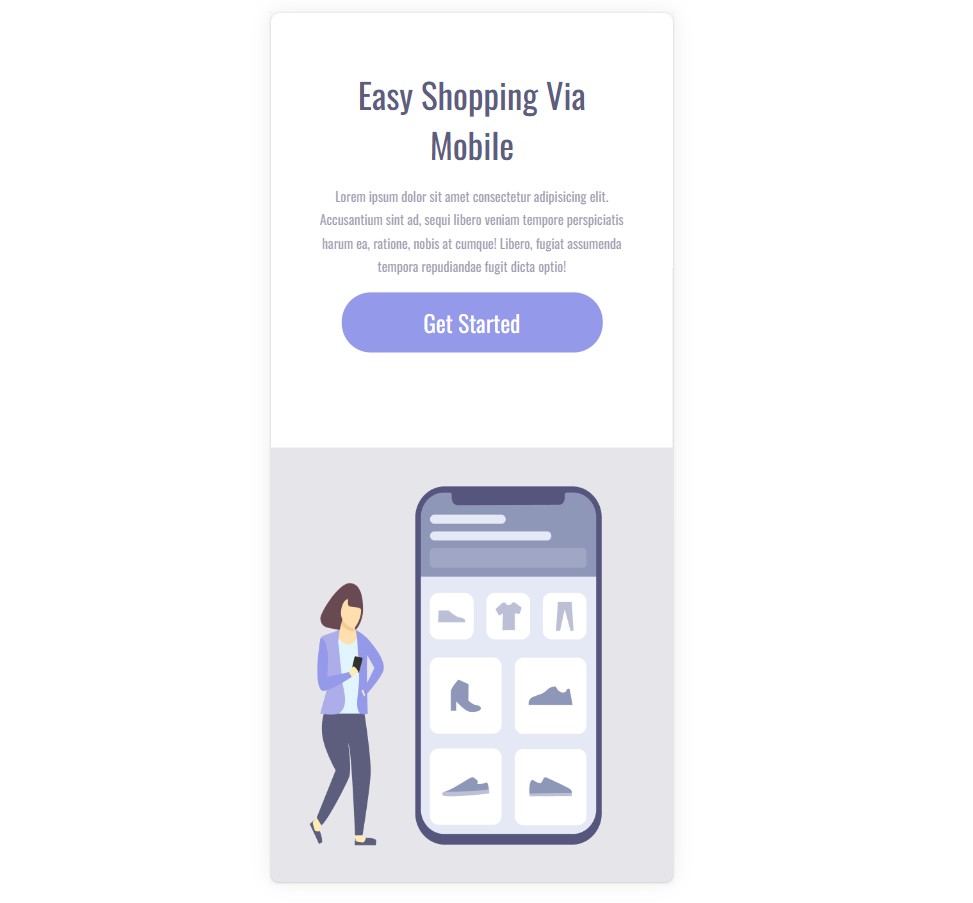 Easy Shopping Via
Mobile
Lorem ipsum dolor sit amet consectetur adipisicing elit.
Accusantium sint ad, sequi libero veniam tempore perspiciatis
harum ea, ratione, nobis at cumque! Libero, fugiat assumenda
tempora repudiandae fugit dicta optio!
Get Started